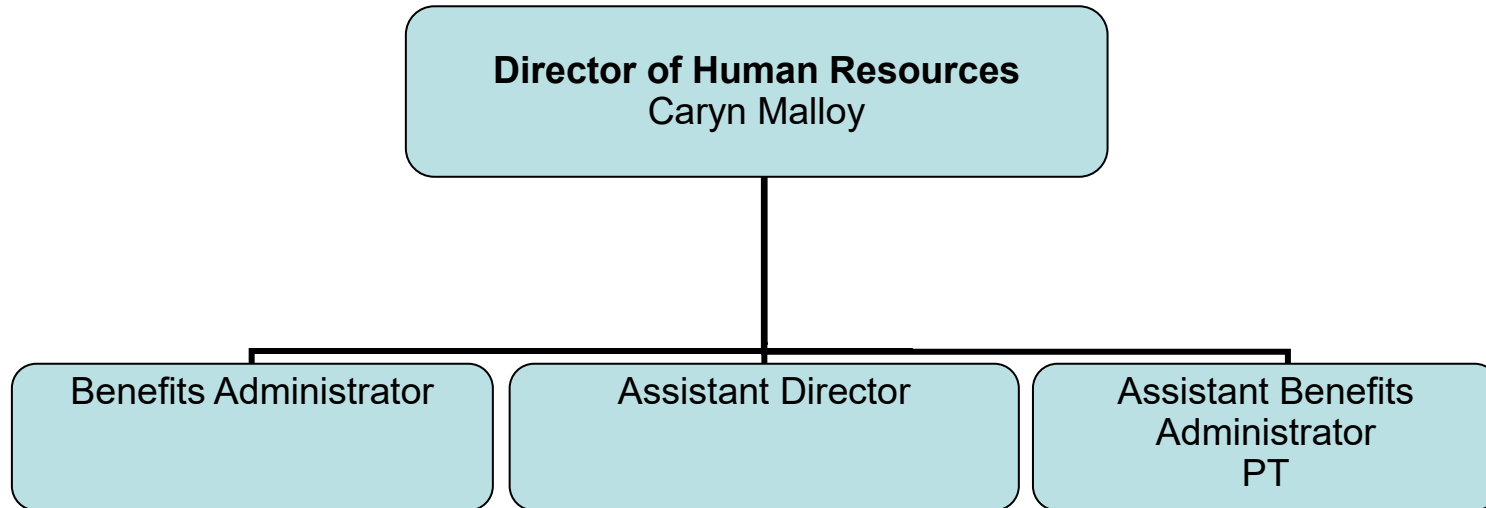 Director of Human Resources
Caryn Malloy
Benefits Administrator
Assistant Director
Assistant Benefits
Administrator
PT